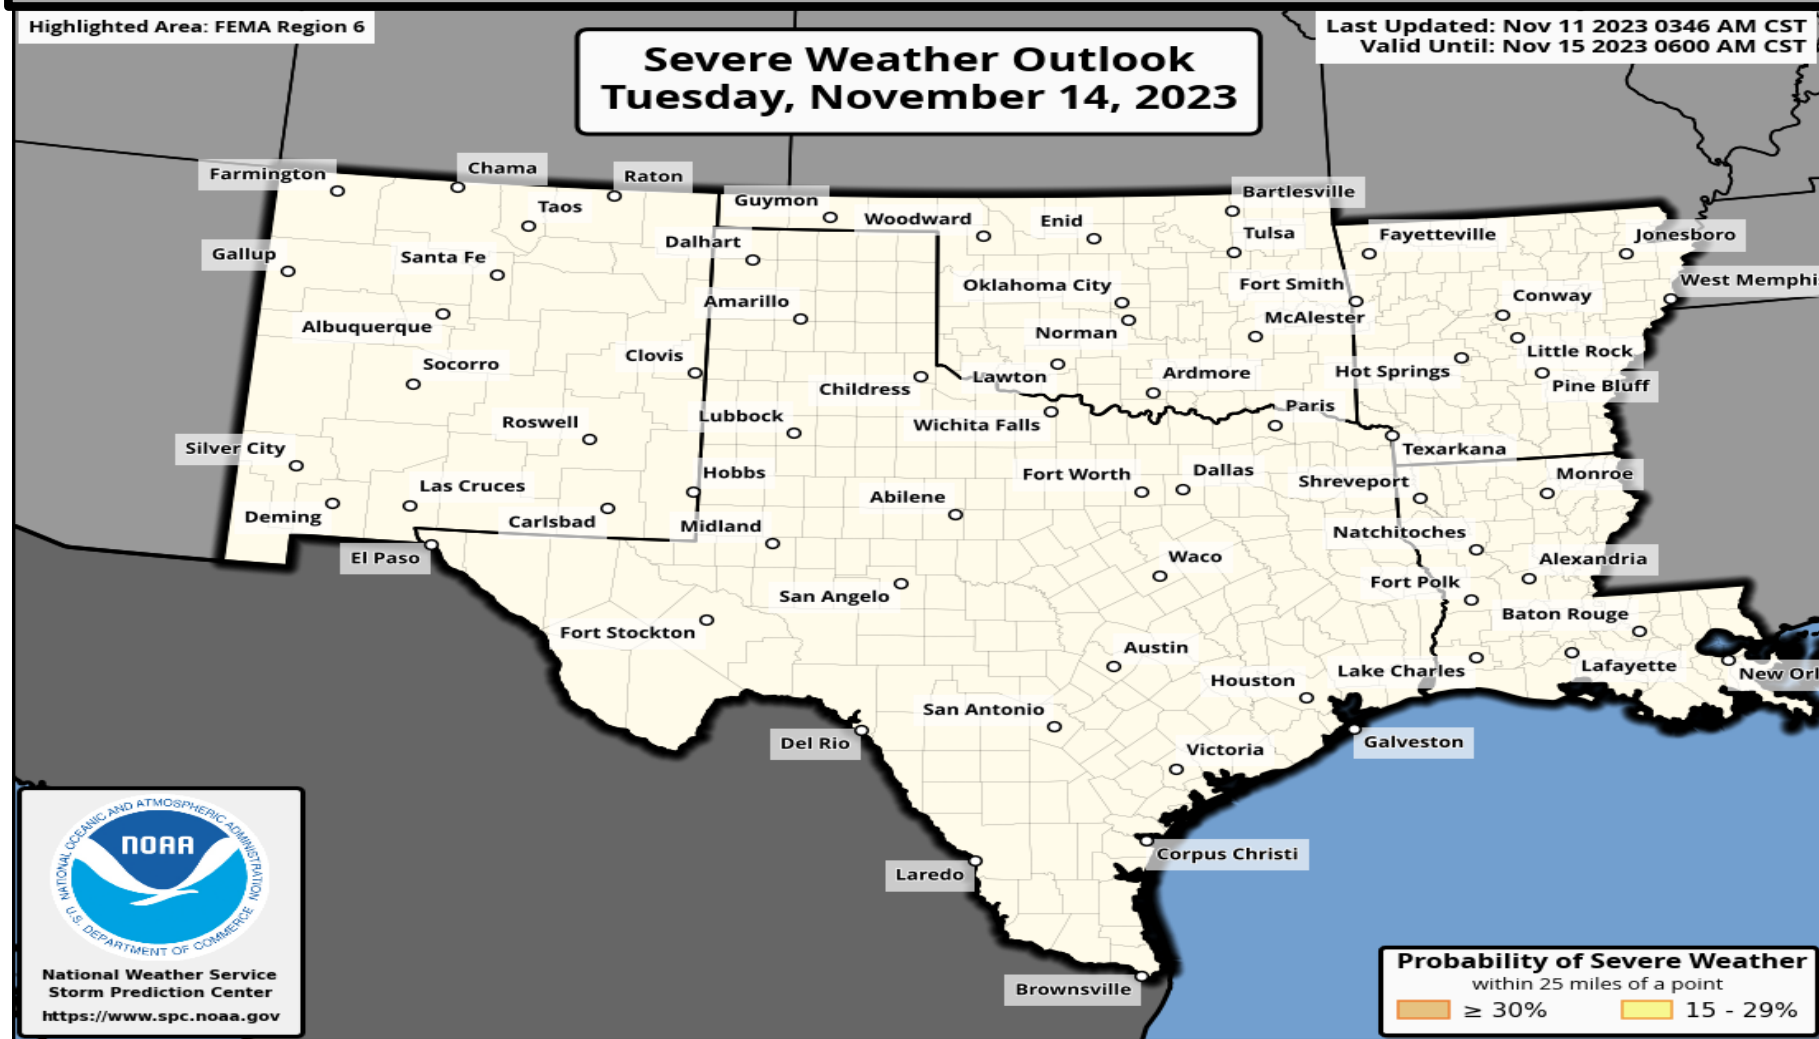 Highlighted Area: FEMA Region 6
Severe Weather Outlook
Tuesday, November 14, 2023
Last Updated: Nov 11 2023 0346 AM CST
Valid Until: Nov 15 2023 0600 AM CST
Farmington
Chama
Raton
Taos
Guymon
Woodward
Enid
Bartlesville
Gallup
Santa Fe
Dalhart
Tulsa
Fayetteville
Jonesboro
Albuquerque
Amarillo
Oklahoma City
Fort Smith
Conway
West Memphi
Norman
McAlester
Socorro
Clovis
Childress
Lawton
Ardmore
Hot Springs
Little Rock
Pine Bluff
Roswell
Lubbock
Wichita Falls
Paris
Silver City
Hobbs
Texarkana
Las Cruces
Abilene
Fort Worth
Dallas
Shreveport
Monroe
Deming
Carlsbad
Midland
Natchitoches
El Paso
Waco
Alexandria
San Angelo
Fort Polk
Fort Stockton
Baton Rouge
Austin
Lake Charles
Lafayette
New Orl
Houston
San Antonio
Del Rio
Victoria
Galveston
Corpus Christi
Laredo
Brownsville
NATIONAL OCEANIC AND ATMOSPHERIC ADMINISTRATION
NOAA
U.S. DEPARTMENT OF COMMERCE
National Weather Service
Storm Prediction Center
https://www.spc.noaa.gov
Probability of Severe Weather
within 25 miles of a point
≥ 30%
15 - 29%